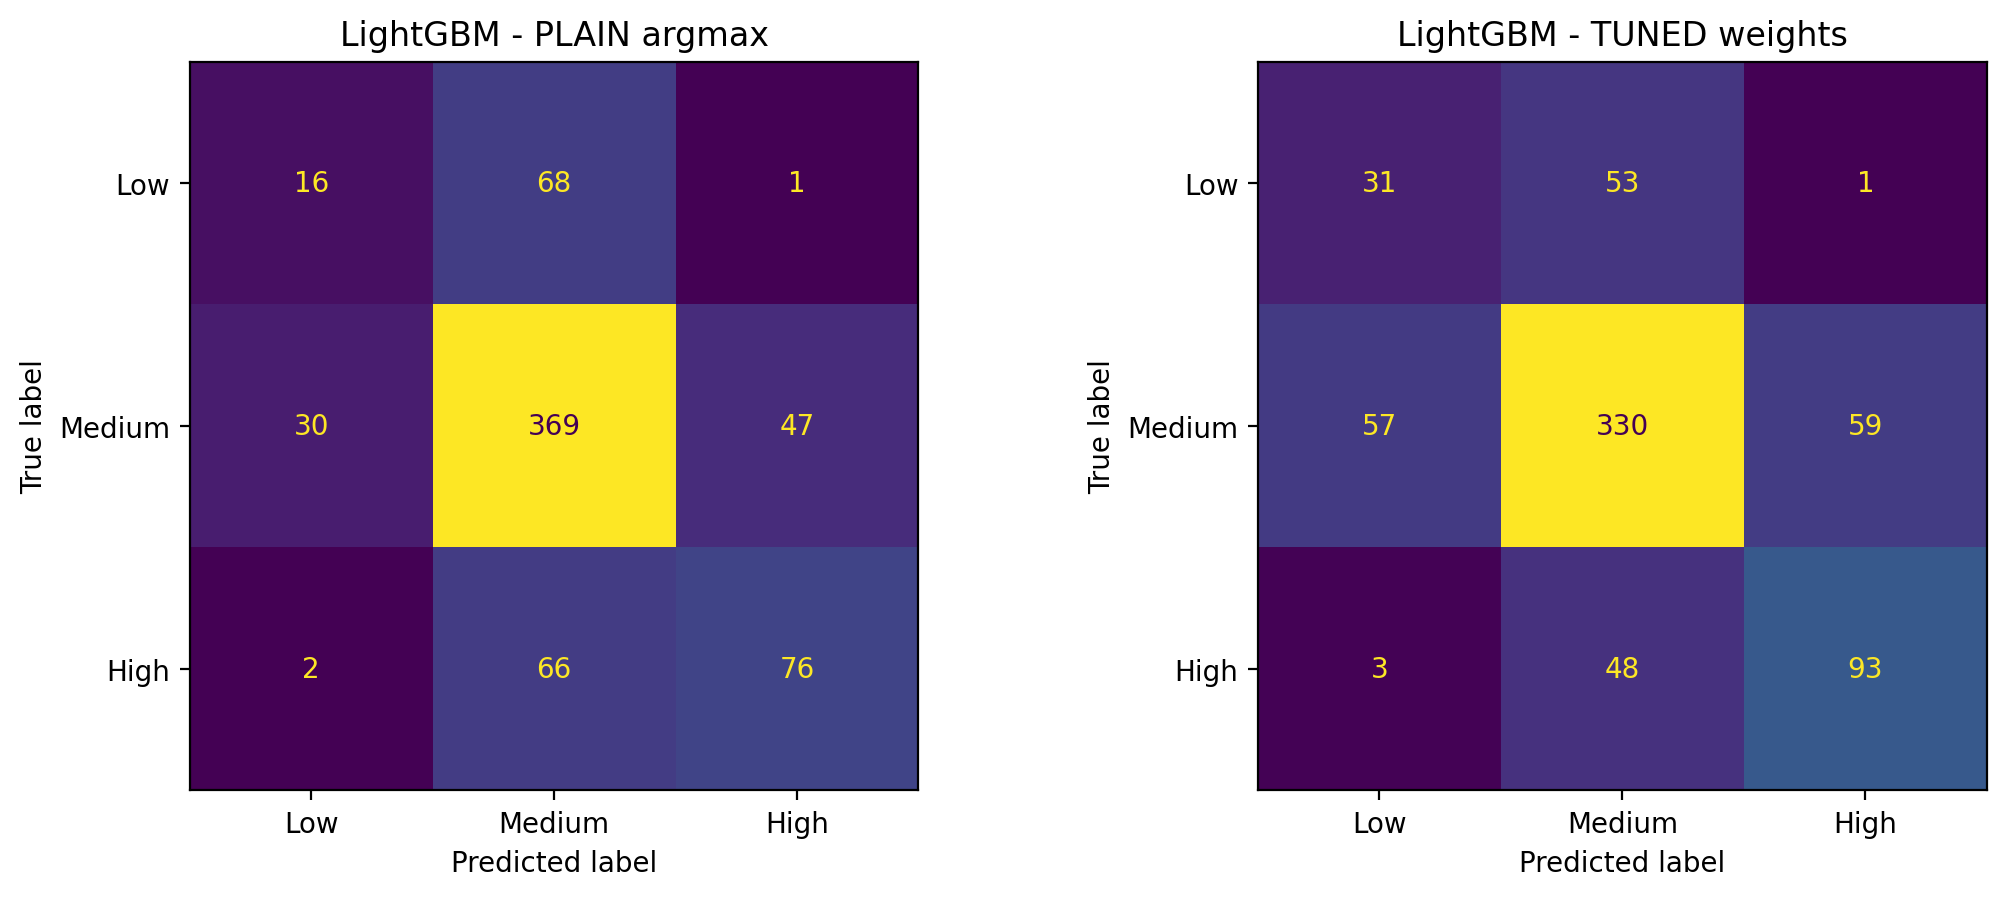 LightGBM - PLAIN argmax
True label
Low
16 68 1
Medium
30 369 47
High
2 66 76
Low Medium High
Predicted label
LightGBM - TUNED weights
True label
Low
31 53 1
Medium
57 330 59
High
3 48 93
Low Medium High
Predicted label